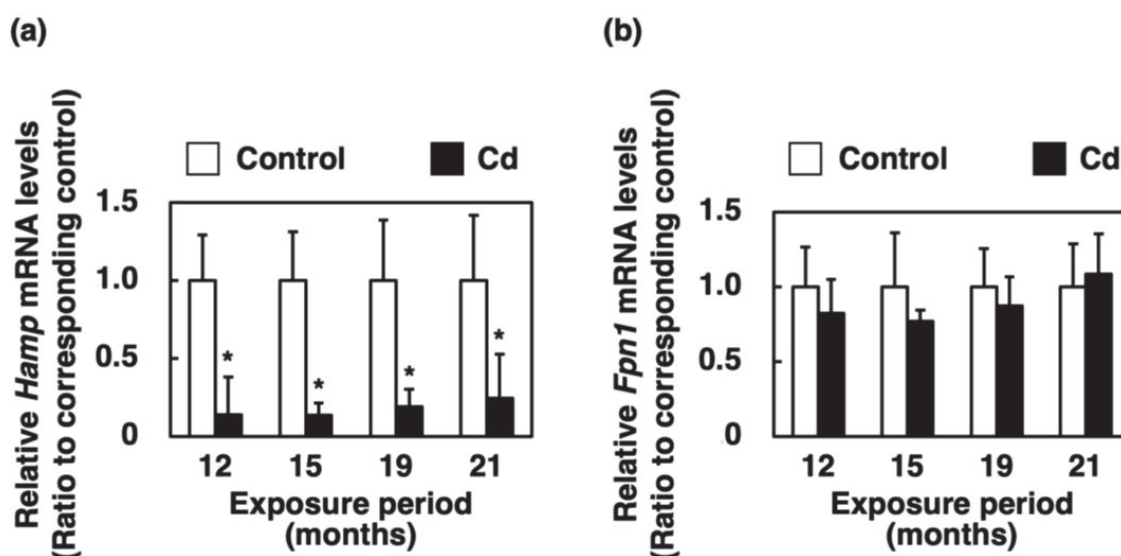 (a)
Relative Hamp mRNA levels
(Ratio to corresponding control)
Control
Cd
1.5
1.0
0.5
0
*
*
*
*
12
15
19
21
Exposure period
(months)
(b)
Relative Fpn1 mRNA levels
(Ratio to corresponding control)
Control
Cd
1.5
1.0
0.5
0
12
15
19
21
Exposure period
(months)